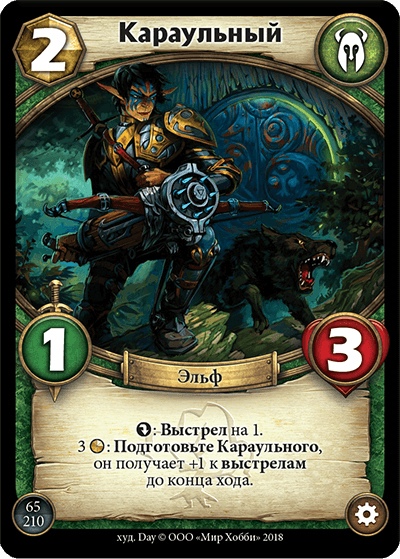 2
Караульный
1
3
Эльф
: Выстрел на 1.
3 : Подготовьте Караульного,
он получает +1 к выстрелам
до конца хода.
65
210
худ. Day © ООО «Мир Хобби» 2018